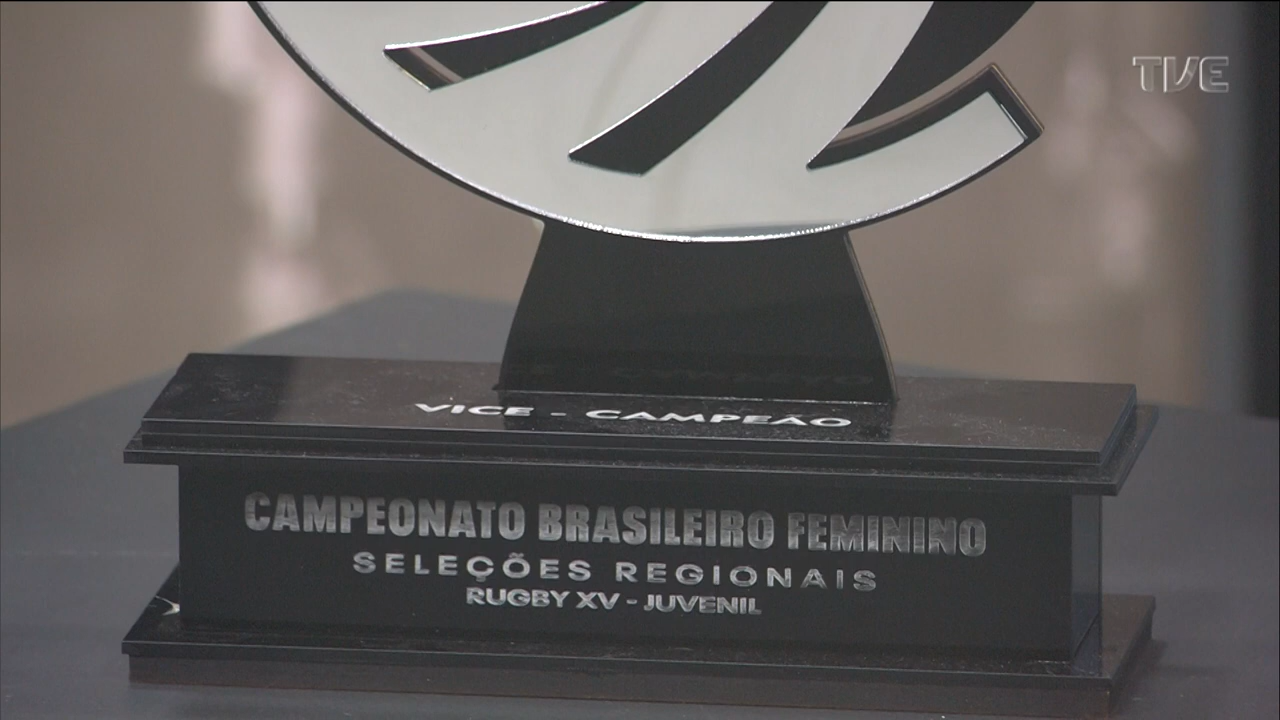 TVE
VICE - CAMPEÃO
CAMPEONATO BRASILEIRO FEMININO
SELEÇÕES REGIONAIS
RUGBY XV - JUVENIL